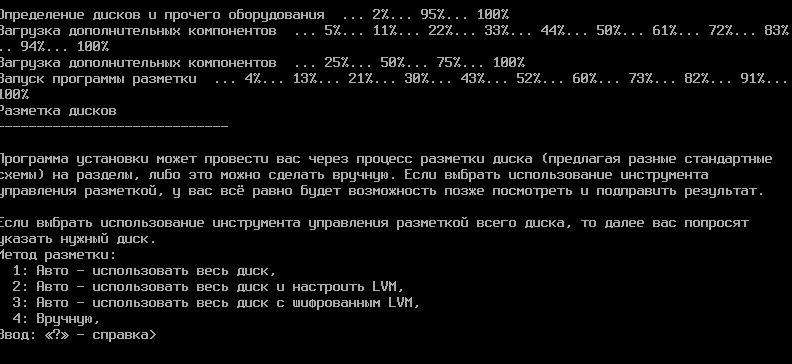 Определение дисков и прочего оборудования ... 2%... 95%... 100%
Загрузка дополнительных компонентов ... 5%... 11%... 22%... 33%... 44%... 50%... 61%... 72%... 83%
.. 94%... 100%
Загрузка дополнительных компонентов ... 25%... 50%... 75%... 100%
Запуск программы разметки ... 4%... 13%... 21%... 30%... 43%... 52%... 60%... 73%... 82%... 91%...
100%
Разметка дисков
-----------------------------
Программа установки может провести вас через процесс разметки диска (предлагая разные стандартные
схемы) на разделы, либо это можно сделать вручную. Если выбрать использование инструмента
управления разметкой, у вас всё равно будет возможность позже посмотреть и подправить результат.
Если выбрать использование инструмента управления разметкой всего диска, то далее вас попросят
указать нужный диск.
Метод разметки:
1: Авто - использовать весь диск,
2: Авто - использовать весь диск и настроить LVM,
3: Авто - использовать весь диск с шифрованным LVM,
4: Вручную,
Ввод: «?» - справка>